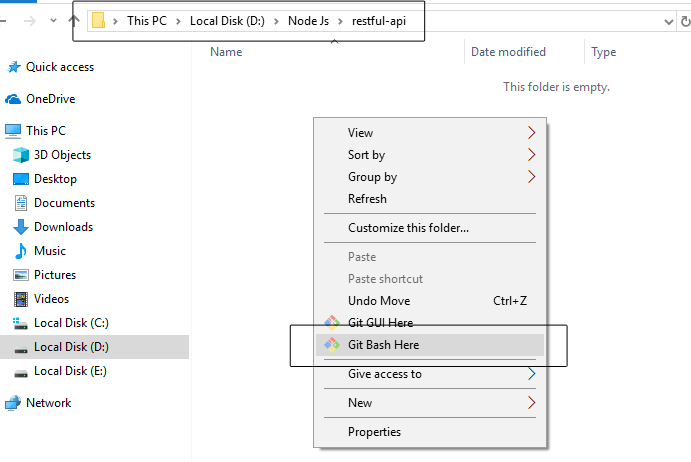 This PC > Local Disk (D:) > Node Js > restful-api
Name Date modified Type
Quick access
This folder is empty.
OneDrive
This PC
3D Objects
Desktop
Documents
Downloads
Music
Pictures
Videos
Local Disk (C:)
Local Disk (D:)
Local Disk (E:)
Network
View
Sort by
Group by
Refresh
Customize this folder...
Paste
Paste shortcut
Undo Move Ctrl+Z
Git GUI Here
Git Bash Here
Give access to
New
Properties